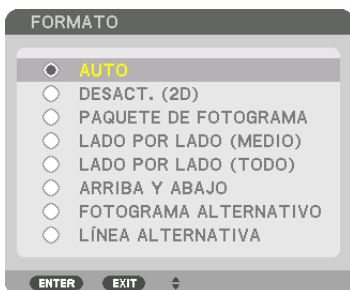 FORMATO
AUTO
DESACT. (2D)
PAQUETE DE FOTOGRAMA
LADO POR LADO (MEDIO)
LADO POR LADO (TODO)
ARRIBA Y ABAJO
FOTOGRAMA ALTERNATIVO
LÍNEA ALTERNATIVA
ENTER EXIT